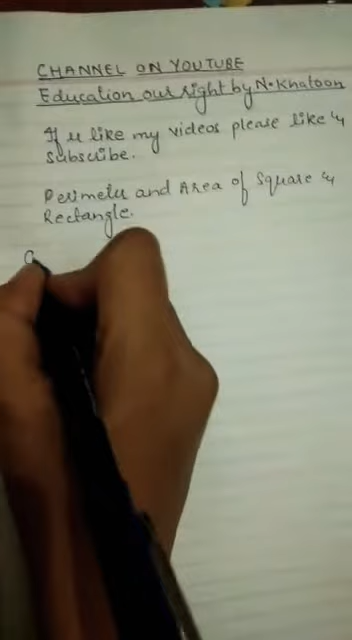 CHANNEL ON YOUTUBE
Education our right by N. Khatoon
If u like my videos please like &
subscribe.
Perimeter and Area of Square &
Rectangle.